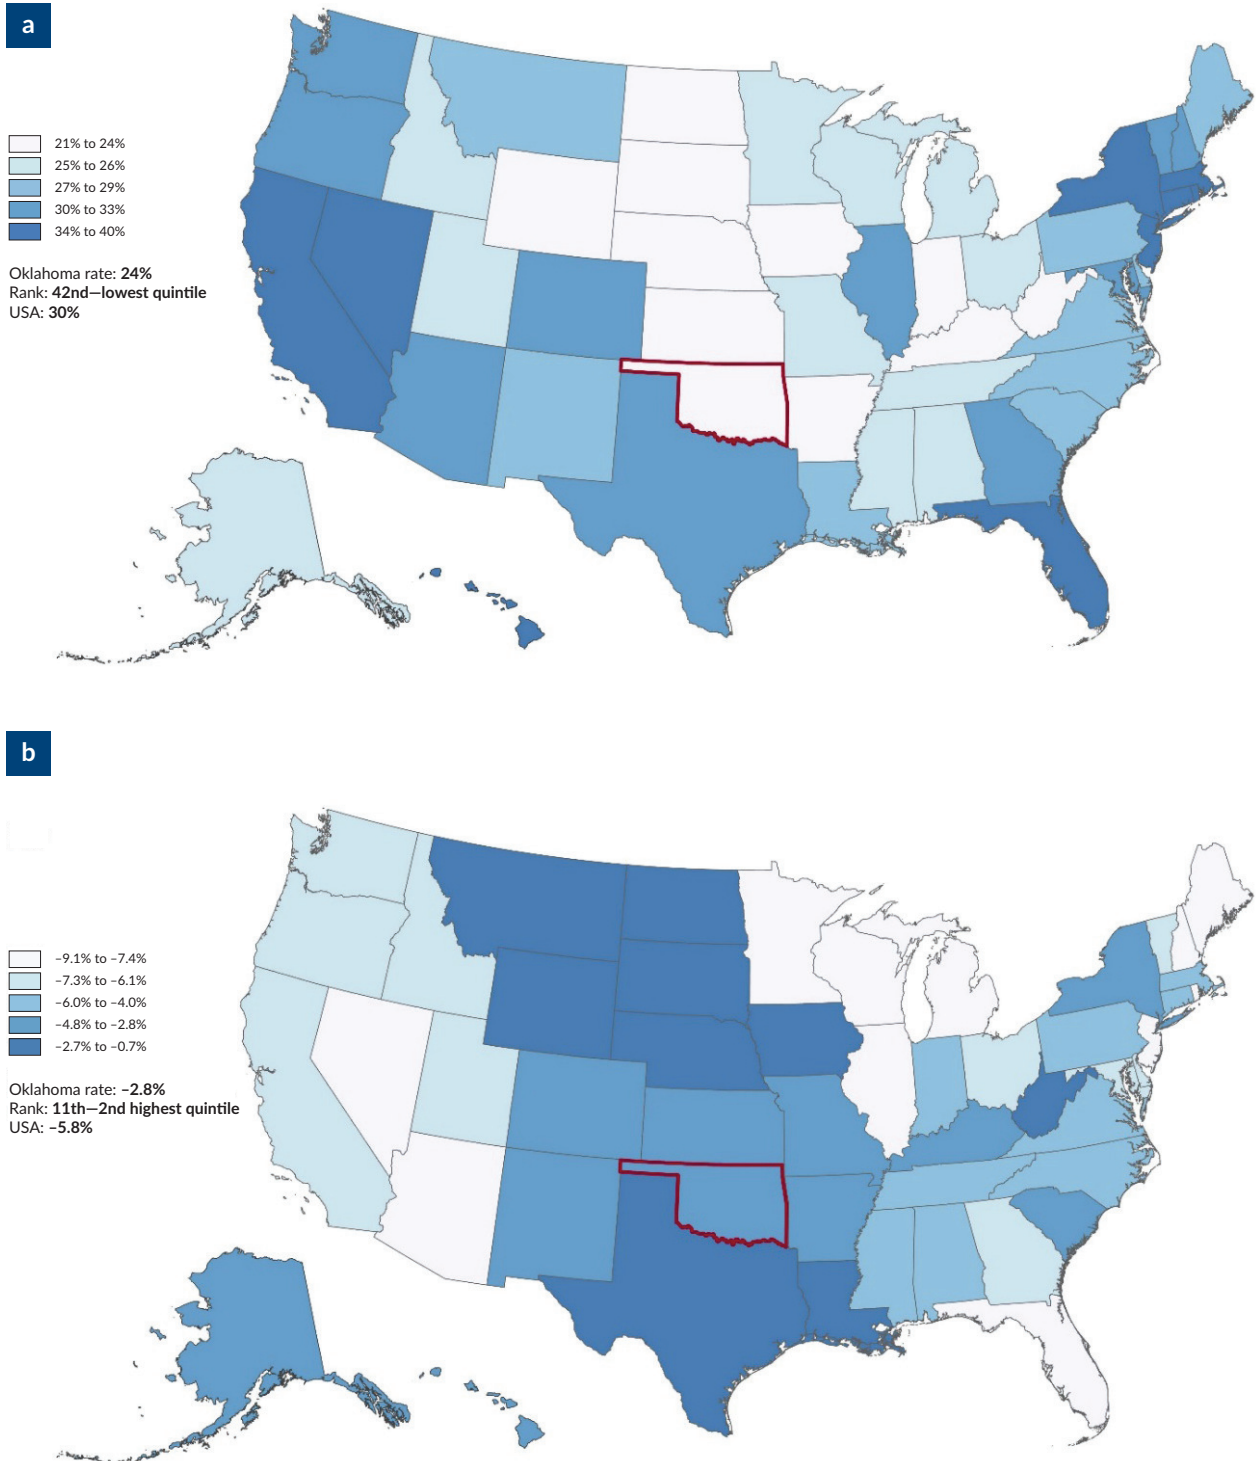 a
21% to 24%
25% to 26%
27% to 29%
30% to 33%
34% to 40%
Oklahoma rate: 24%
Rank: 42nd—lowest quintile
USA: 30%
b
–9.1% to –7.4%
–7.3% to –6.1%
–6.0% to –4.0%
–4.8% to –2.8%
–2.7% to –0.7%
Oklahoma rate: –2.8%
Rank: 11th—2nd highest quintile
USA: –5.8%